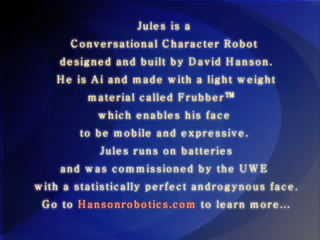 Jules is a
Conversational Character Robot
designed and built by David Hanson.
He is Ai and made with a light weight
material called Frubber™
which enables his face
to be mobile and expressive.
Jules runs on batteries
and was commissioned by the UWE
with a statistically perfect androgynous face.
Go to Hansonrobotics.com to learn more...